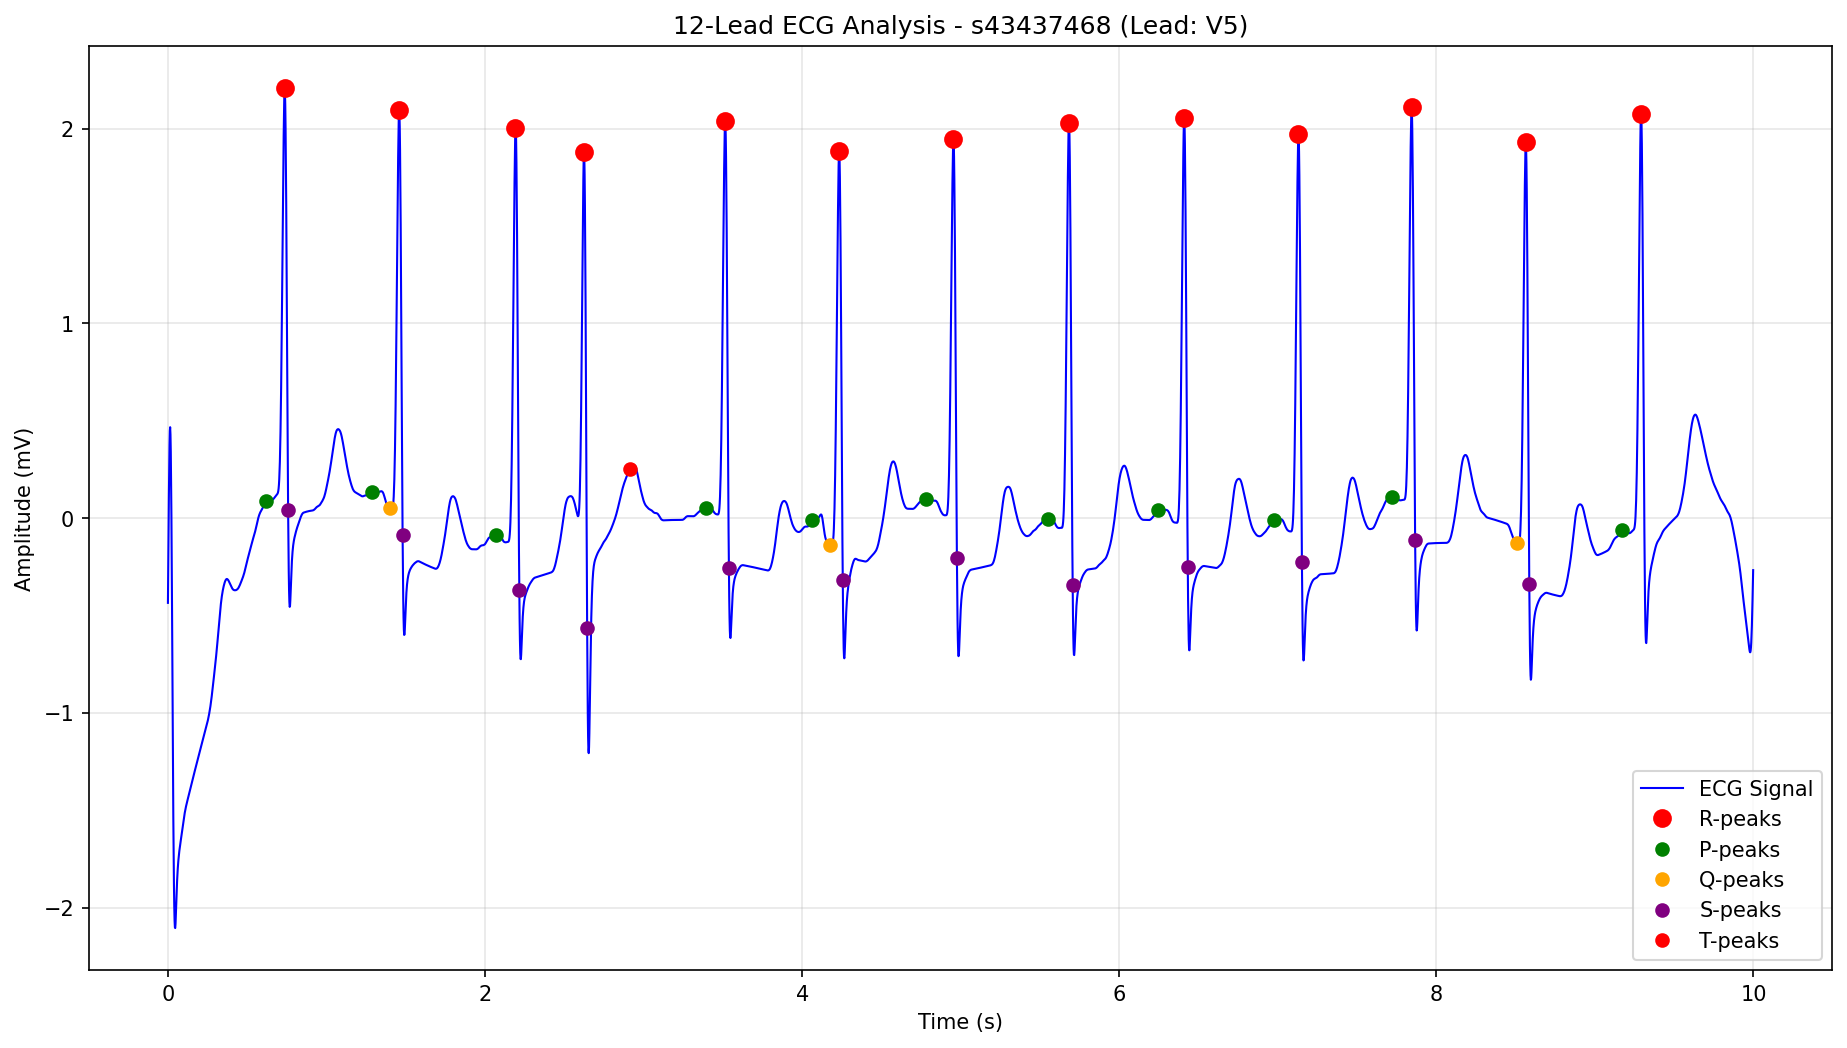 12-Lead ECG Analysis - s43437468 (Lead: V5)
Amplitude (mV)
2
1
0
−1
−2
0
2
4
6
8
10
Time (s)
ECG Signal
R-peaks
P-peaks
Q-peaks
S-peaks
T-peaks